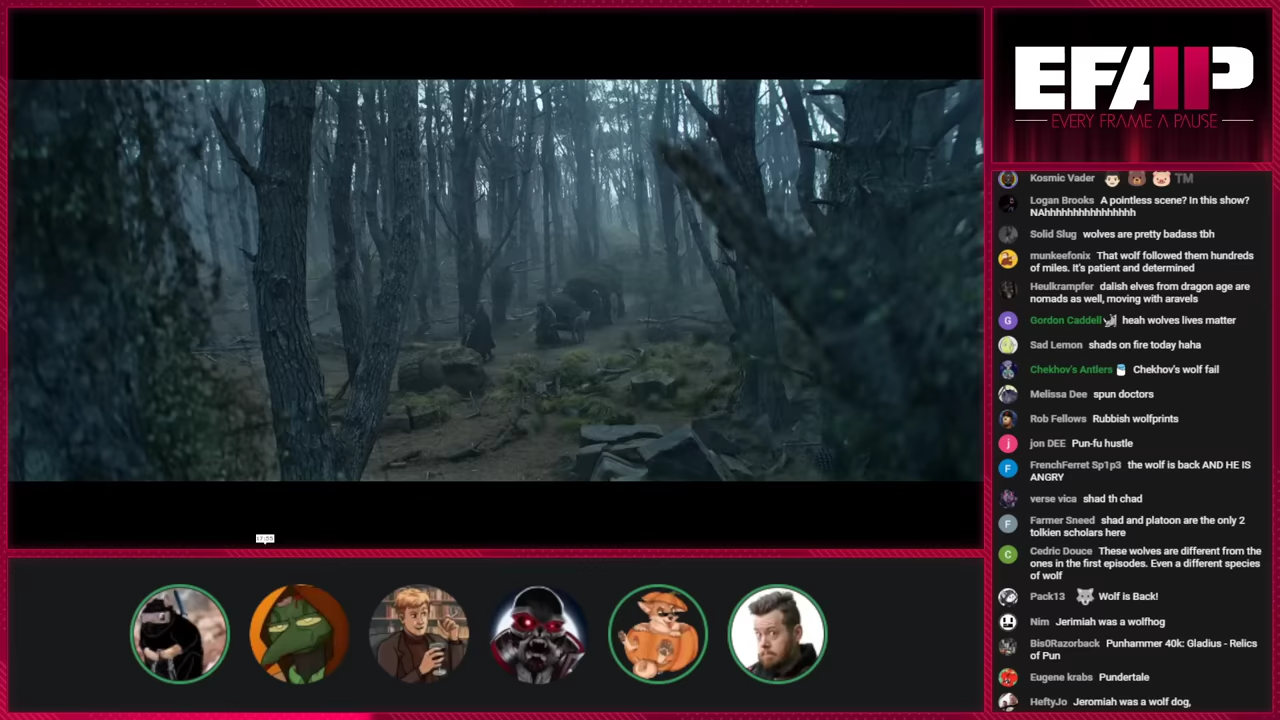 EFAP
EVERY FRAME A PAUSE
Kosmic Vader TM
Logan Brooks A pointless scene? In this show?
NAhhhhhhhhhhhhhhh
Solid Slug wolves are pretty badass tbh
munkeefonix That wolf followed them hundreds
of miles. It's patient and determined
Heulkrampfer dalish elves from dragon age are
nomads as well, moving with aravels
G Gordon Caddell heah wolves lives matter
Sad Lemon shads on fire today haha
Chekhov's Antlers Chekhov's wolf fail
Melissa Dee spun doctors
Rob Fellows Rubbish wolfprints
j jon DEE Pun-fu hustle
F FrenchFerret Sp1p3 the wolf is back AND HE IS
ANGRY
verse vica shad th chad
F Farmer Sneed shad and platoon are the only 2
tolkien scholars here
C Cedric Douce These wolves are different from the
ones in the first episodes. Even a different species
of wolf
Pack13 Wolf is Back!
Nim Jerimiah was a wolfhog
Bis0Razorback Punhammer 40k: Gladius - Relics
of Pun
Eugene krabs Pundertale
HeftyJo Jeromiah was a wolf dog,
17:55